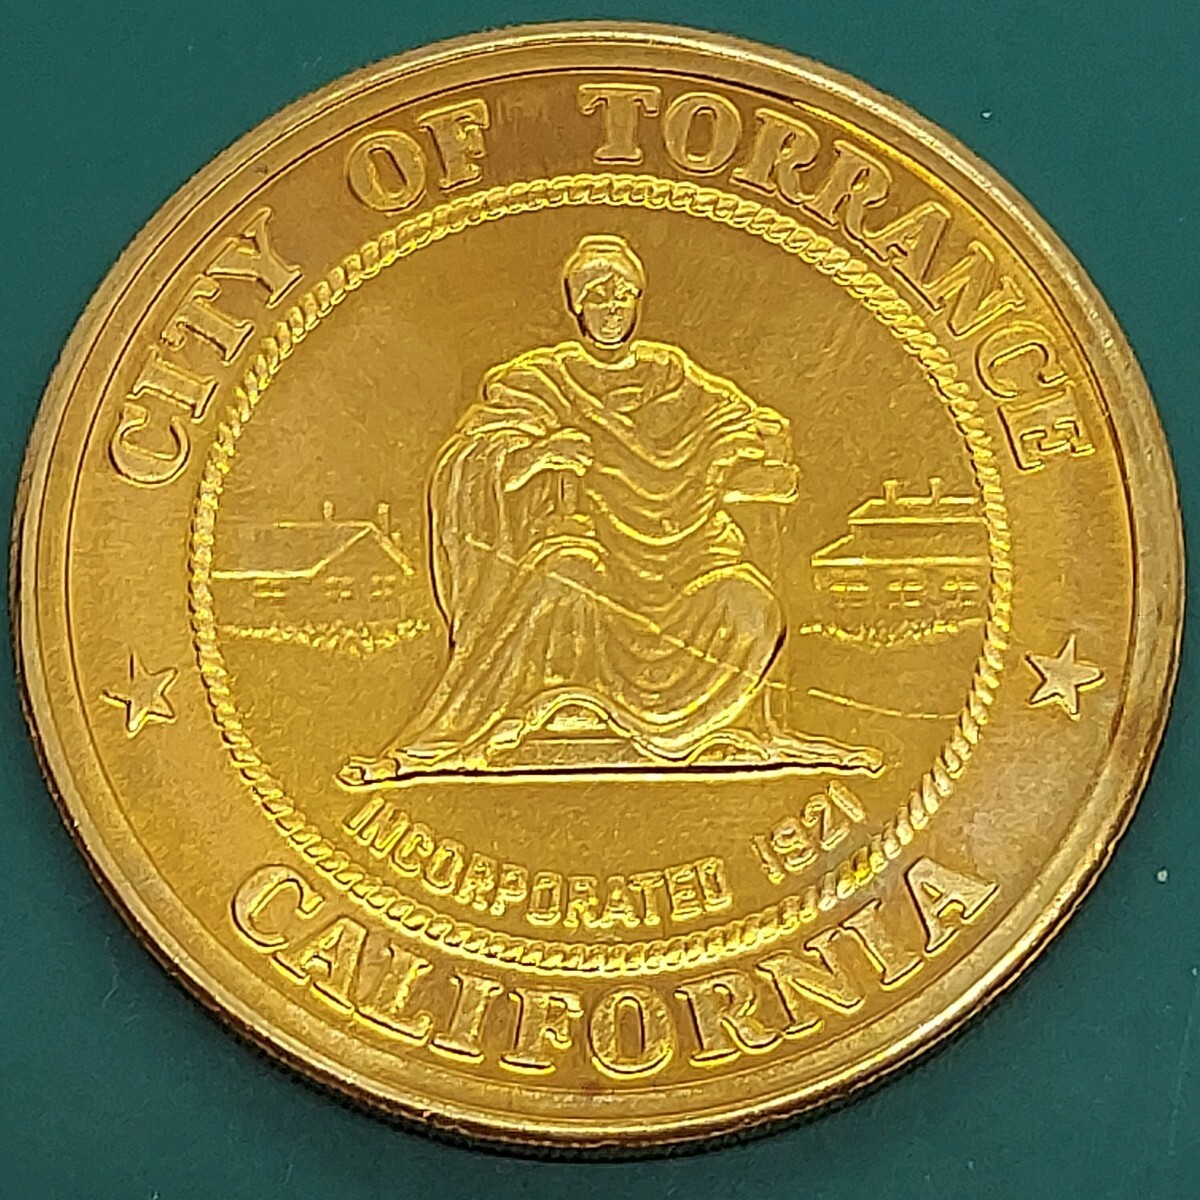 CITY OF TORRANCE
INCORPORATED 1921
CALIFORNIA